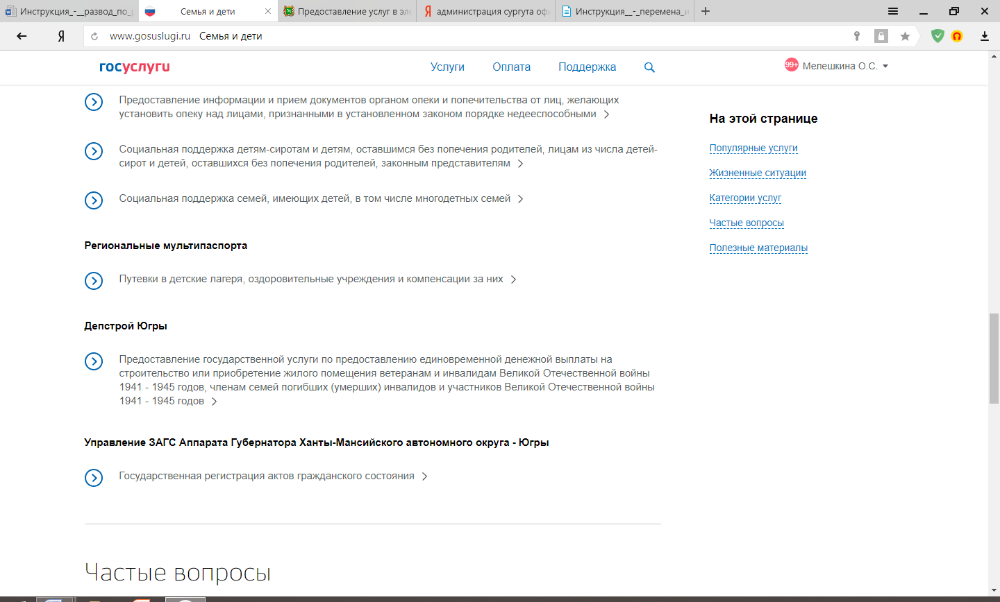 Инструкция_-__развод_по_
Семья и дети
Предоставление услуг в эле
Я администрация сургута офи
Инструкция__-_перемена_и
Я
www.gosuslugi.ru Семья и дети
госуслуги
Услуги
Оплата
Поддержка
99+ Мелешкина О.С.
Предоставление информации и прием документов органом опеки и попечительства от лиц, желающих
установить опеку над лицами, признанными в установленном законом порядке недееспособными
Социальная поддержка детям-сиротам и детям, оставшимся без попечения родителей, лицам из числа детей-
сирот и детей, оставшихся без попечения родителей, законным представителям
Социальная поддержка семей, имеющих детей, в том числе многодетных семей
Региональные мультипаспорта
Путевки в детские лагеря, оздоровительные учреждения и компенсации за них
Депстрой Югры
Предоставление государственной услуги по предоставлению единовременной денежной выплаты на
строительство или приобретение жилого помещения ветеранам и инвалидам Великой Отечественной войны
1941 - 1945 годов, членам семей погибших (умерших) инвалидов и участников Великой Отечественной войны
1941 - 1945 годов
Управление ЗАГС Аппарата Губернатора Ханты-Мансийского автономного округа - Югры
Государственная регистрация актов гражданского состояния
Частые вопросы
На этой странице
Популярные услуги
Жизненные ситуации
Категории услуг
Частые вопросы
Полезные материалы